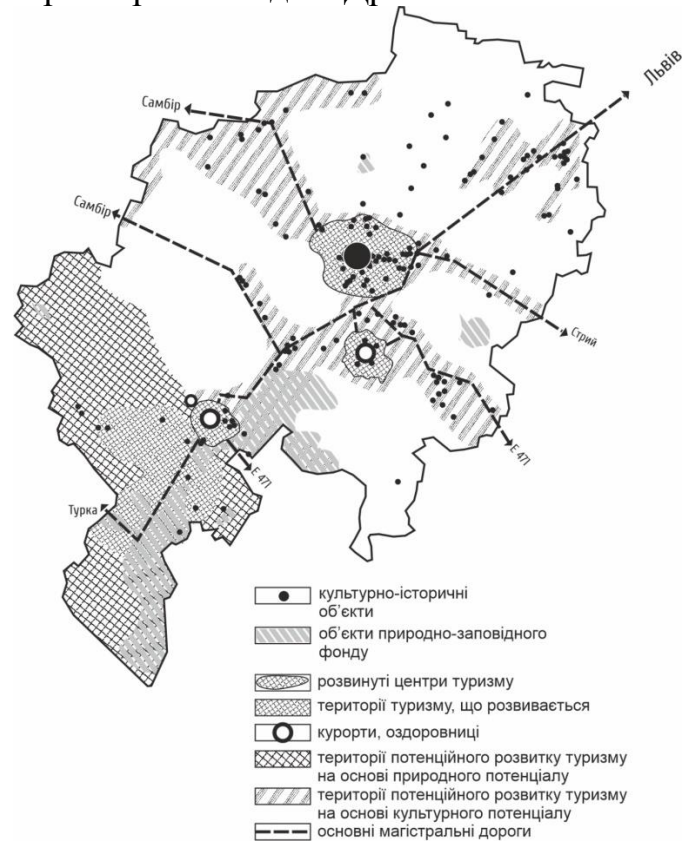 Львів
Самбір
Самбір
Стрий
Е 471
Е 471
Турка
культурно-історичні
об’єкти
об’єкти природно-заповідного
фонду
розвинуті центри туризму
території туризму, що розвивається
курорти, оздоровниці
території потенційного розвитку туризму
на основі природного потенціалу
території потенційного розвитку туризму
на основі культурного потенціалу
основні магістральні дороги